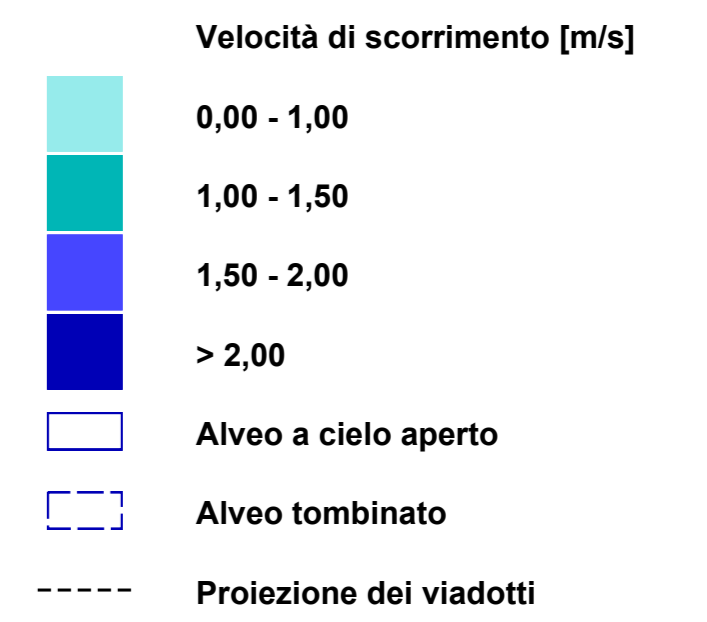 Velocità di scorrimento [m/s]
0,00 - 1,00
1,00 - 1,50
1,50 - 2,00
> 2,00
Alveo a cielo aperto
Alveo tombinato
Proiezione dei viadotti